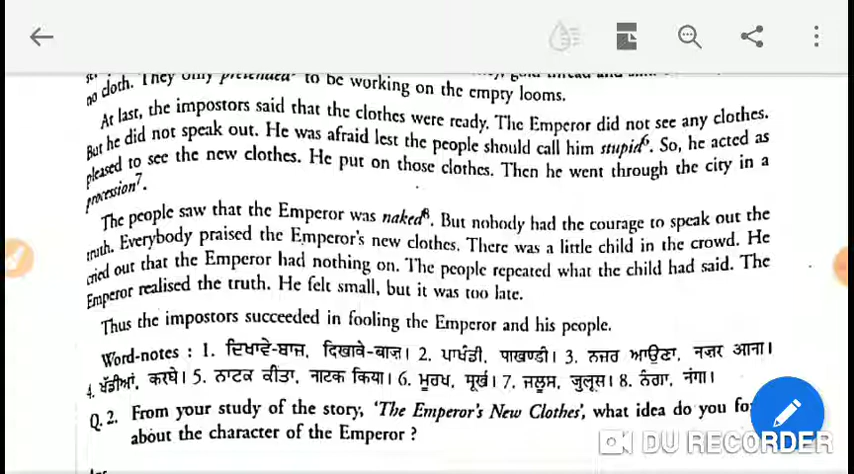 no cloth. They only pretended to be working on the empty looms.
At last, the impostors said that the clothes were ready. The Emperor did not see any clothes.
But he did not speak out. He was afraid lest the people should call him stupid⁶. So, he acted as
pleased to see the new clothes. He put on those clothes. Then he went through the city in a
procession⁷.
The people saw that the Emperor was naked⁸. But nobody had the courage to speak out the
truth. Everybody praised the Emperor's new clothes. There was a little child in the crowd. He
cried out that the Emperor had nothing on. The people repeated what the child had said. The
Emperor realised the truth. He felt small, but it was too late.
Thus the impostors succeeded in fooling the Emperor and his people.
Word-notes : 1. ਦਿਖਾਵੇ-ਬਾਜ਼, दिखावे-बाज़। 2. ਪਾਖੰਡੀ, पाखण्डी। 3. ਨਜ਼ਰ ਆਉਣਾ, नज़र आना।
4. ਖੱਡੀਆਂ, करघे। 5. ਨਾਟਕ ਕੀਤਾ, नाटक किया। 6. ਮੂਰਖ, मूर्ख। 7. ਜਲੂਸ, जुलूस। 8. ਨੰਗਾ, नंगा।
Q. 2. From your study of the story, 'The Emperor's New Clothes', what idea do you fo
about the character of the Emperor ?
DU RECORDER